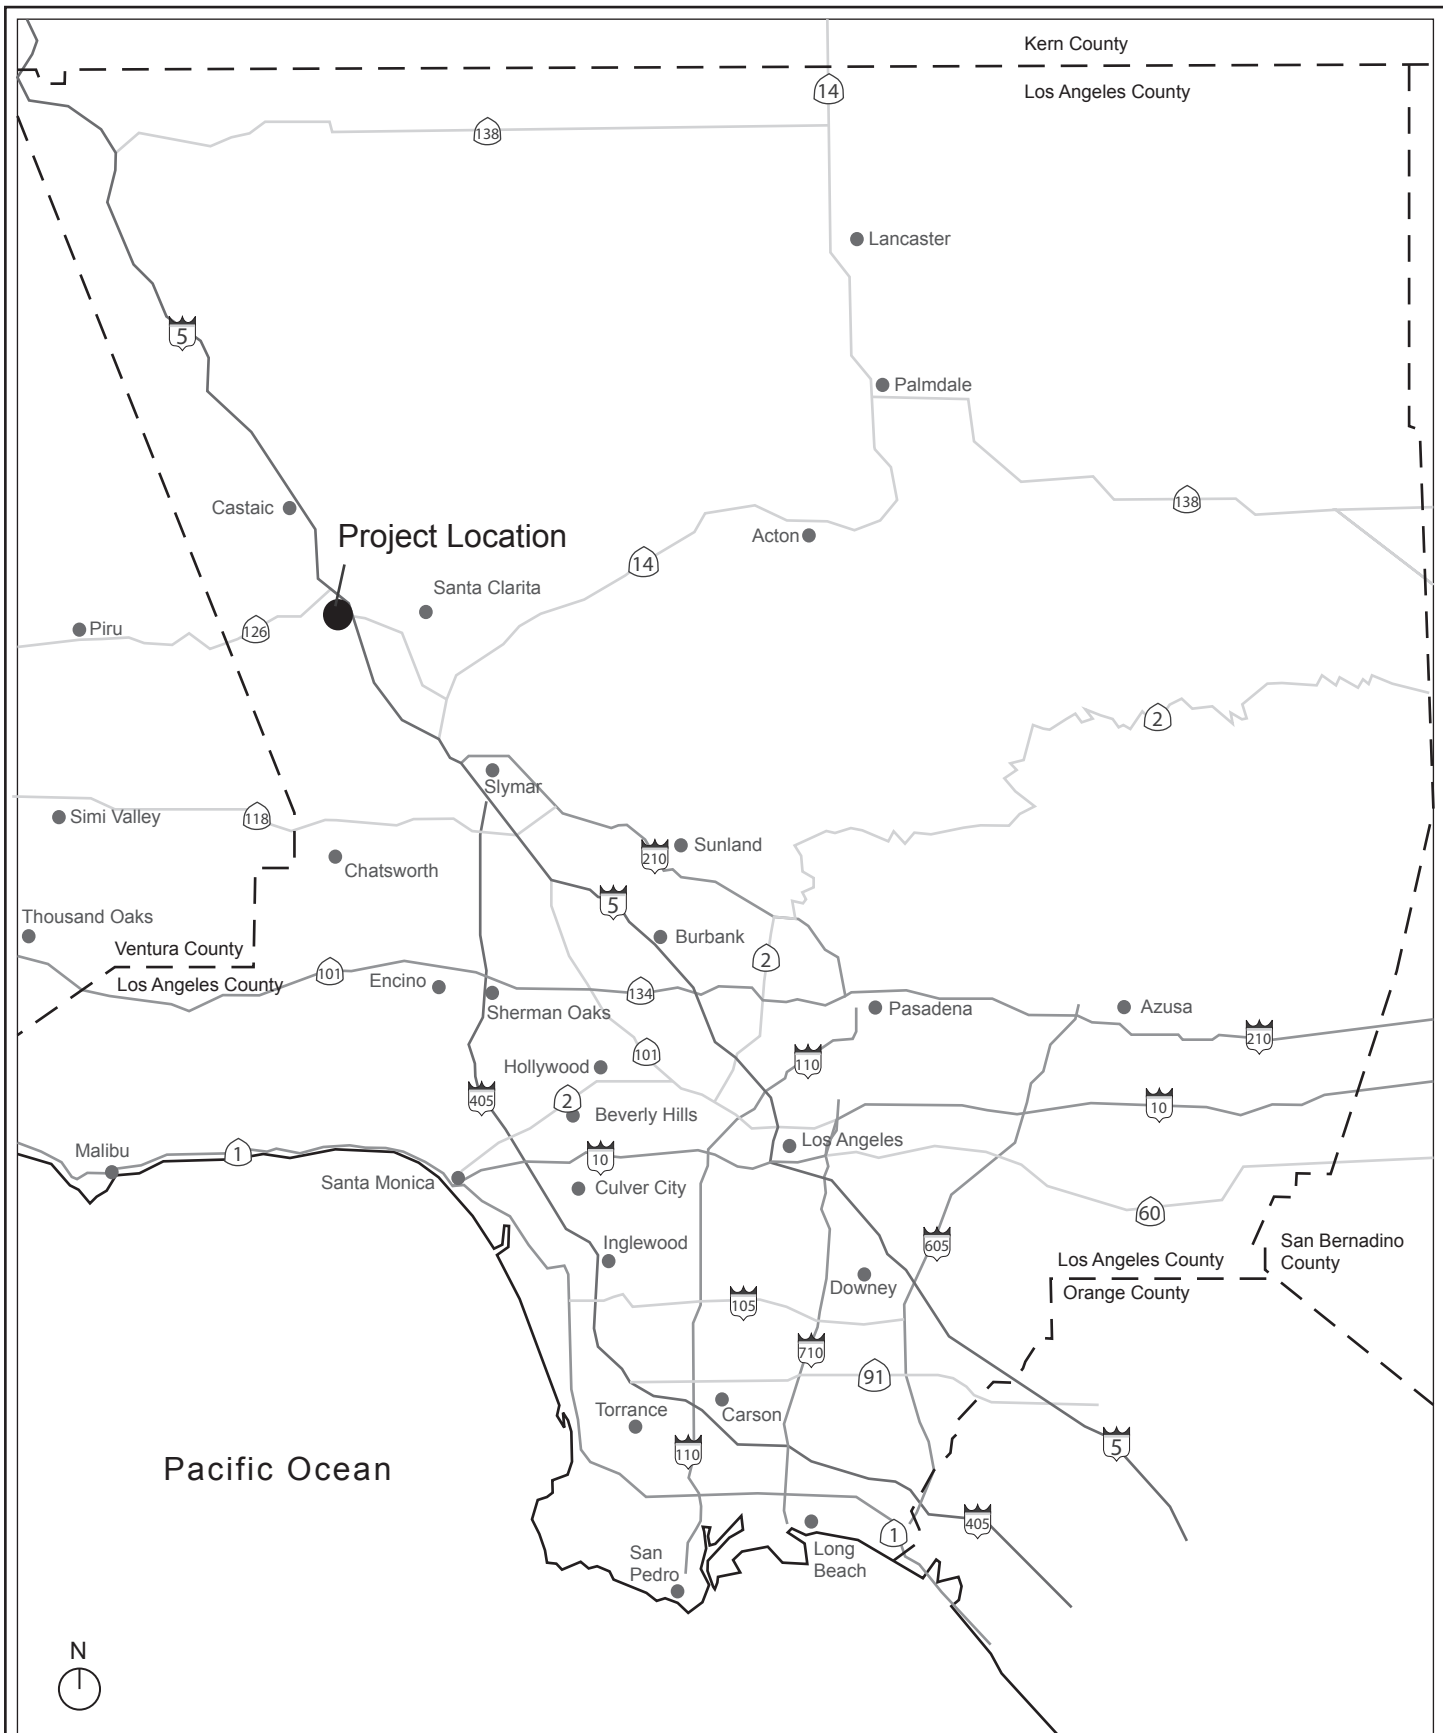 Kern County
14
Los Angeles County
138
Lancaster
5
Palmdale
138
Castaic
Project Location
Acton
14
Santa Clarita
Piru
126
2
Slymar
Simi Valley
118
Sunland
210
Chatsworth
5
Thousand Oaks
Burbank
Ventura County
2
101
Encino
Los Angeles County
134
Sherman Oaks
Pasadena
Azusa
210
101
110
Hollywood
405
2
10
Beverly Hills
Los Angeles
Malibu
1
10
Santa Monica
Culver City
60
Inglewood
605
San Bernadino
County
Los Angeles County
Downey
Orange County
105
710
91
Torrance
Carson
110
5
Pacific Ocean
405
1
San
Pedro
Long
Beach
N